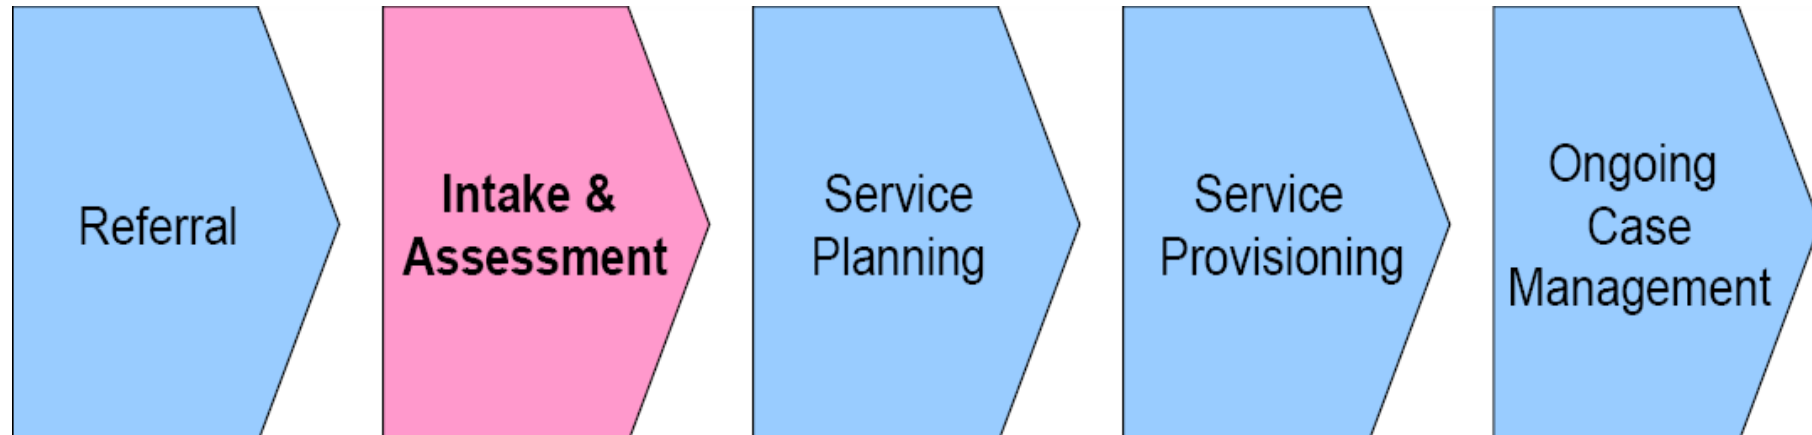 Referral
Intake &
Assessment
Service
Planning
Service
Provisioning
Ongoing
Case
Management